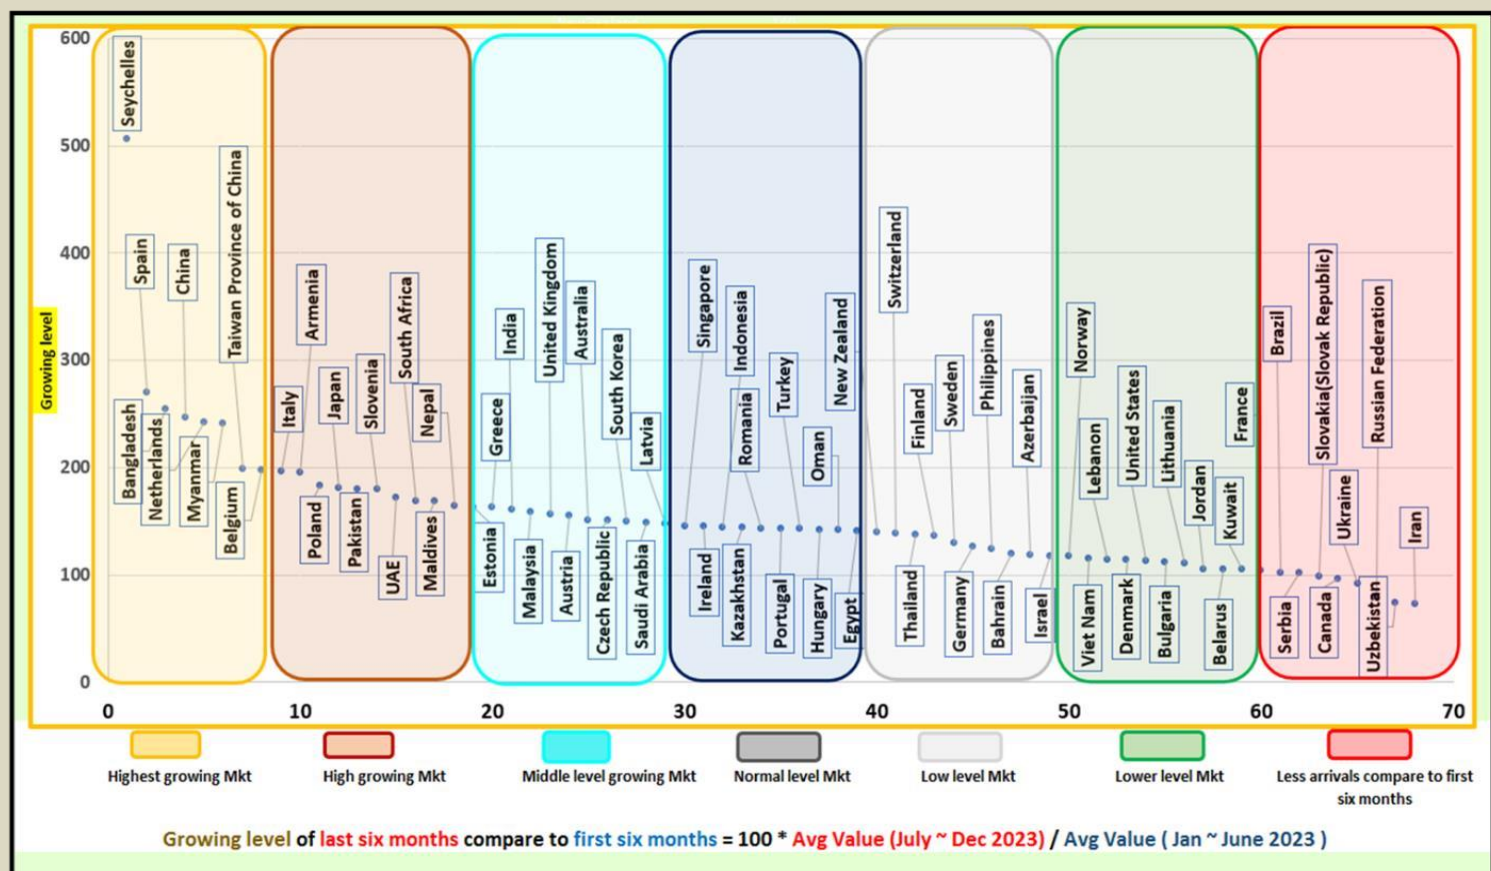 600
500
400
300
200
100
0
Growing level
Seychelles
Spain
Bangladesh
Netherlands
China
Myanmar
Belgium
Taiwan Province of China
Italy
Armenia
Poland
Japan
Pakistan
Slovenia
UAE
South Africa
Maldives
Nepal
Estonia
Greece
India
Malaysia
United Kingdom
Austria
Australia
Czech Republic
South Korea
Saudi Arabia
Latvia
Singapore
Ireland
Indonesia
Kazakhstan
Romania
Portugal
Turkey
Hungary
Oman
New Zealand
Egypt
Switzerland
Thailand
Finland
Sweden
Germany
Philippines
Bahrain
Azerbaijan
Israel
Norway
Viet Nam
Lebanon
Denmark
United States
Bulgaria
Lithuania
Jordan
Belarus
Kuwait
France
Brazil
Serbia
Slovakia(Slovak Republic)
Canada
Ukraine
Uzbekistan
Russian Federation
Iran
0 10 20 30 40 50 60 70
Highest growing Mkt
High growing Mkt
Middle level growing Mkt
Normal level Mkt
Low level Mkt
Lower level Mkt
Less arrivals compare to first
six months
Growing level of last six months compare to first six months = 100 * Avg Value (July ~ Dec 2023) / Avg Value ( Jan ~ June 2023 )